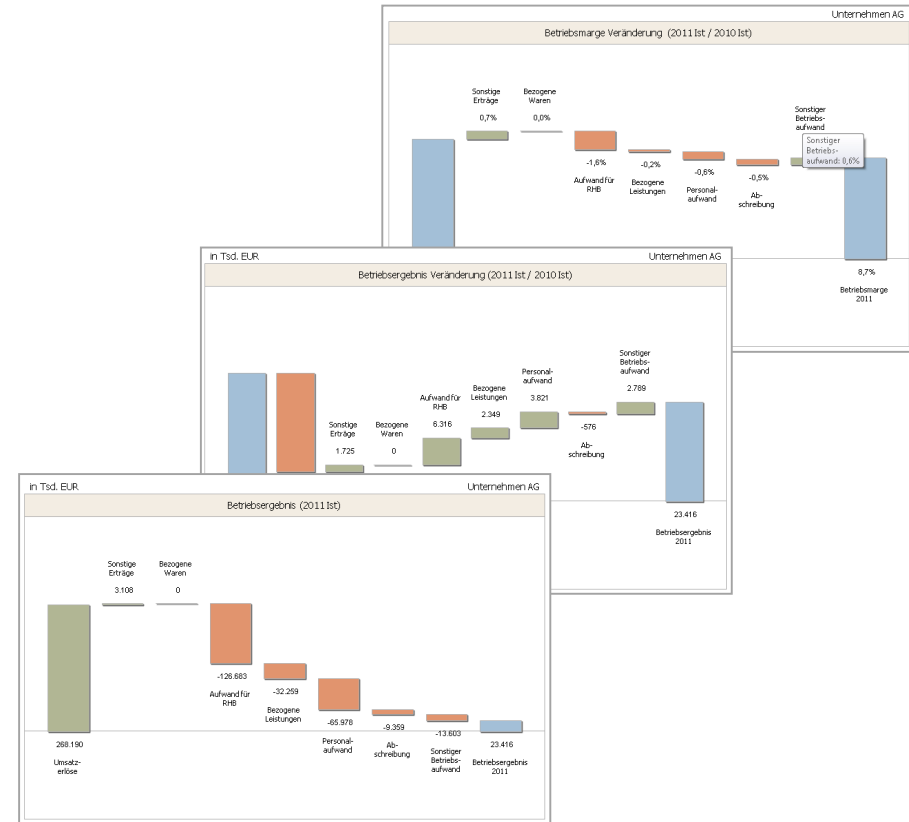 Unternehmen AG
Betriebsmarge Veränderung (2011 Ist / 2010 Ist)
Sonstige
Erträge
0,7%
Bezogene
Waren
0,0%
-1,6%
Aufwand für
RHB
-0,2%
Bezogene
Leistungen
-0,6%
Personal-
aufwand
-0,5%
Ab-
schreibung
Sonstiger
Betriebs-
aufwand
Sonstiger
Betriebs-
aufwand: 0,6%
8,7%
Betriebsmarge
2011
in Tsd. EUR
Unternehmen AG
Betriebsergebnis Veränderung (2011 Ist / 2010 Ist)
Sonstige
Erträge
1.725
Bezogene
Waren
0
Aufwand für
RHB
6.316
Bezogene
Leistungen
2.349
Personal-
aufwand
3.821
-576
Ab-
schreibung
Sonstiger
Betriebs-
aufwand
2.789
23.416
Betriebsergebnis
2011
in Tsd. EUR
Unternehmen AG
Betriebsergebnis (2011 Ist)
268.190
Umsatz-
erlöse
Sonstige
Erträge
3.108
Bezogene
Waren
0
-126.683
Aufwand für
RHB
-32.259
Bezogene
Leistungen
-65.978
Personal-
aufwand
-9.359
Ab-
schreibung
-13.603
Sonstiger
Betriebs-
aufwand
23.416
Betriebsergebnis
2011